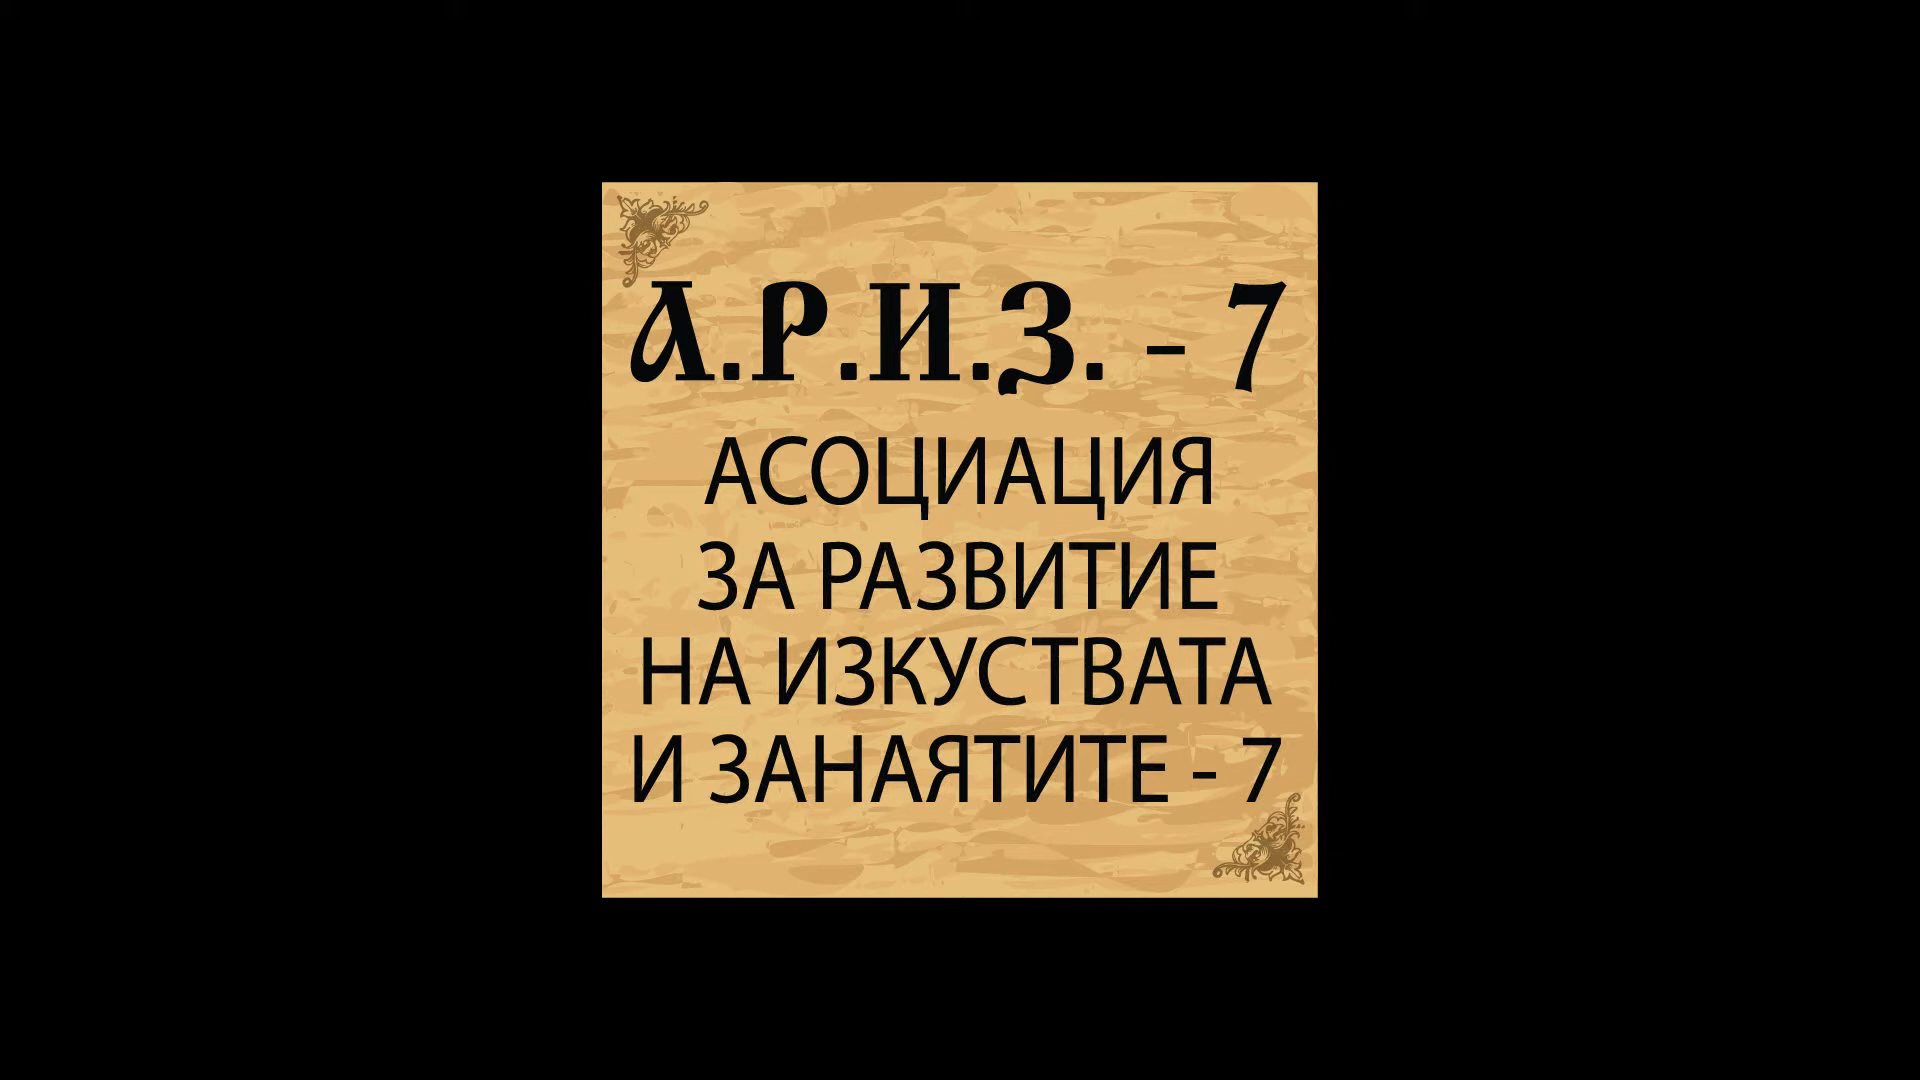 А.Р.И.З. - 7
АСОЦИАЦИЯ
ЗА РАЗВИТИЕ
НА ИЗКУСТВАТА
И ЗАНАЯТИТЕ - 7